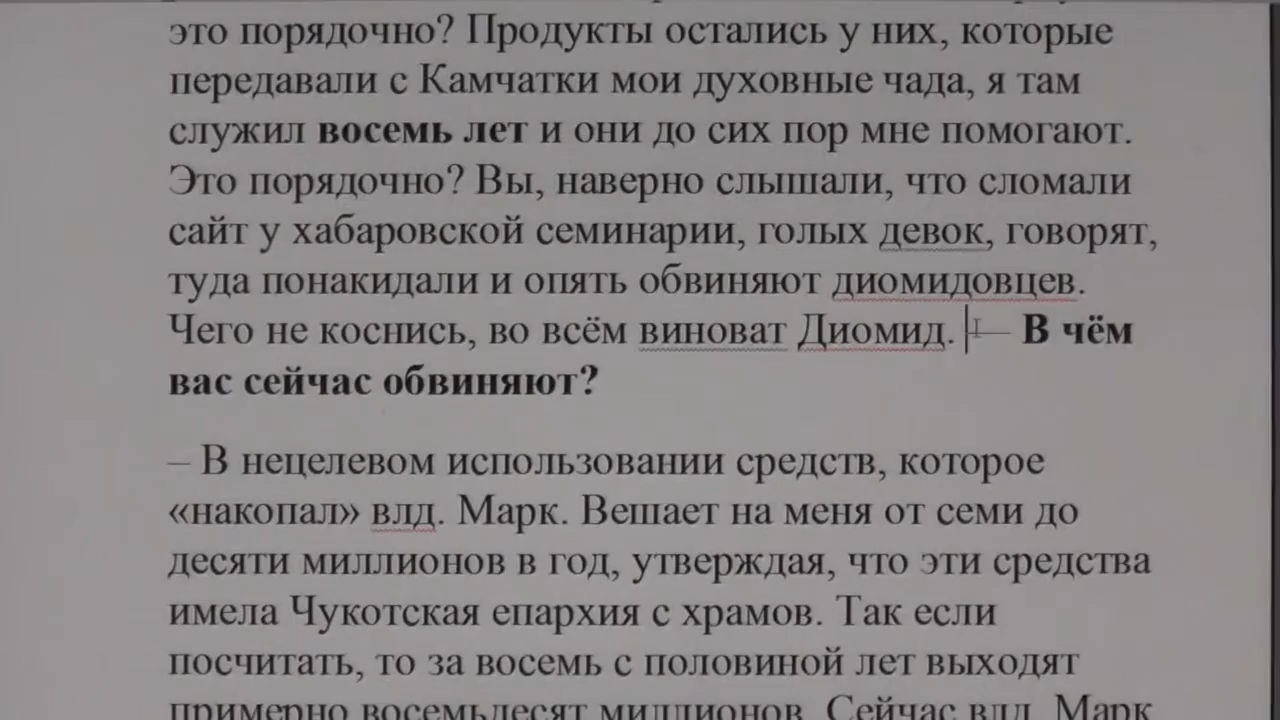 это порядочно? Продукты остались у них, которые
передавали с Камчатки мои духовные чада, я там
служил восемь лет и они до сих пор мне помогают.
Это порядочно? Вы, наверно слышали, что сломали
сайт у хабаровской семинарии, голых девок, говорят,
туда понакидали и опять обвиняют диомидовцев.
Чего не коснись, во всём виноват Диомид. — В чём
вас сейчас обвиняют?
– В нецелевом использовании средств, которое
«накопал» влд. Марк. Вешает на меня от семи до
десяти миллионов в год, утверждая, что эти средства
имела Чукотская епархия с храмов. Так если
посчитать, то за восемь с половиной лет выходят
примерно восемьдесят миллионов. Сейчас влд. Марк